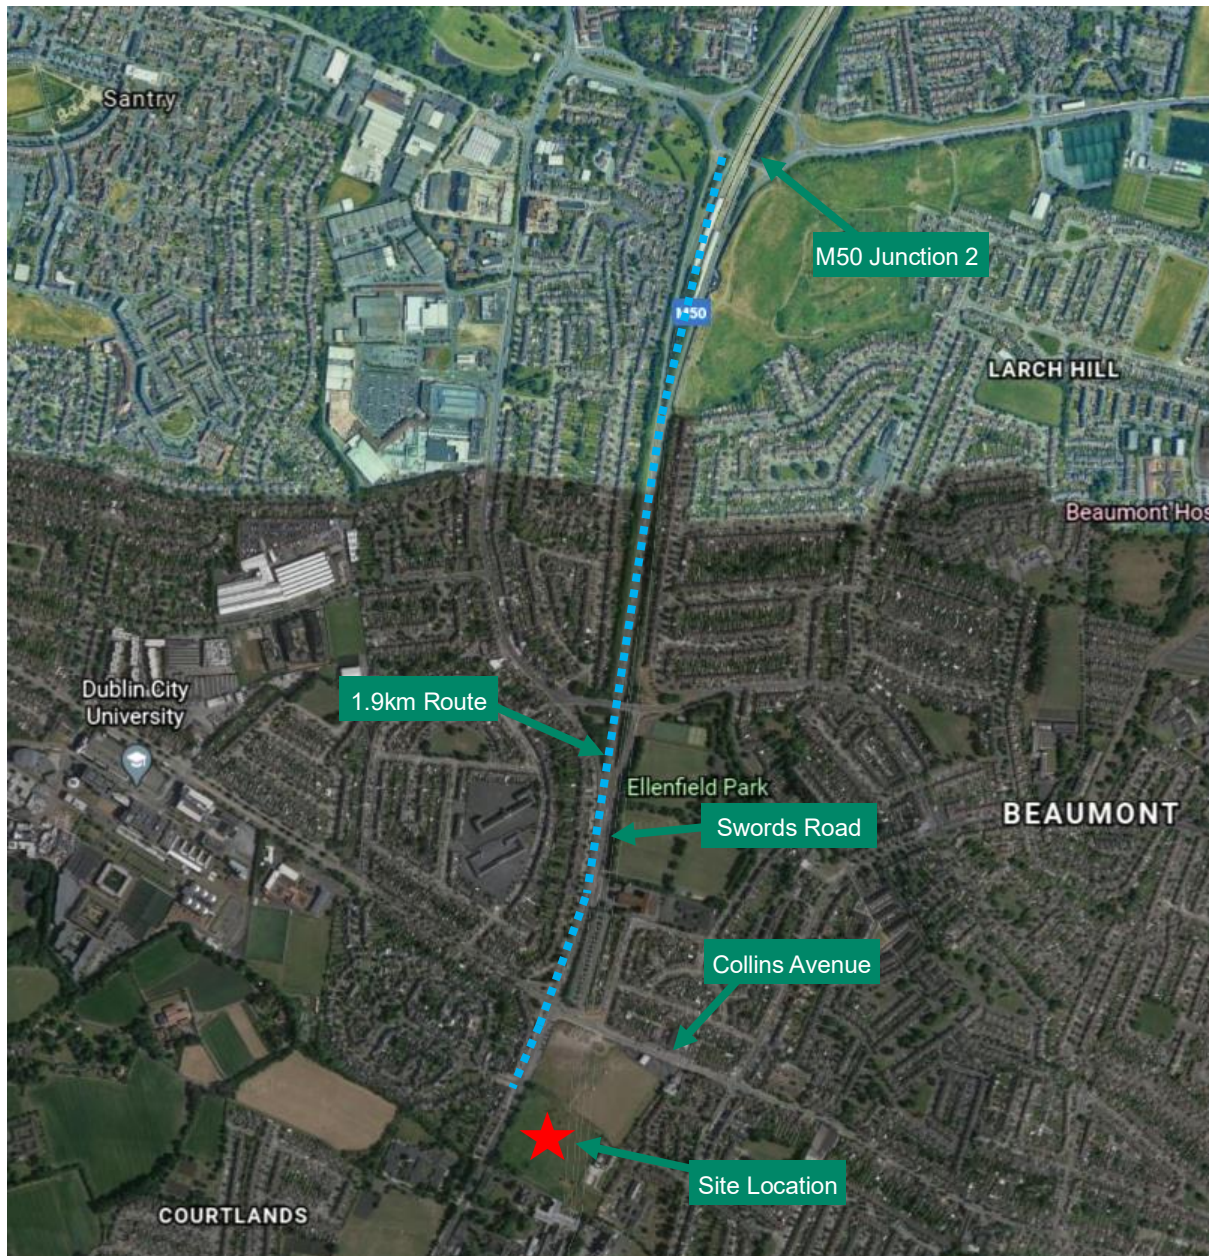 Santry
M50 Junction 2
M50
LARCH HILL
Beaumont Hos
Dublin City
University
1.9km Route
Ellenfield Park
BEAUMONT
Swords Road
Collins Avenue
Site Location
COURTLANDS